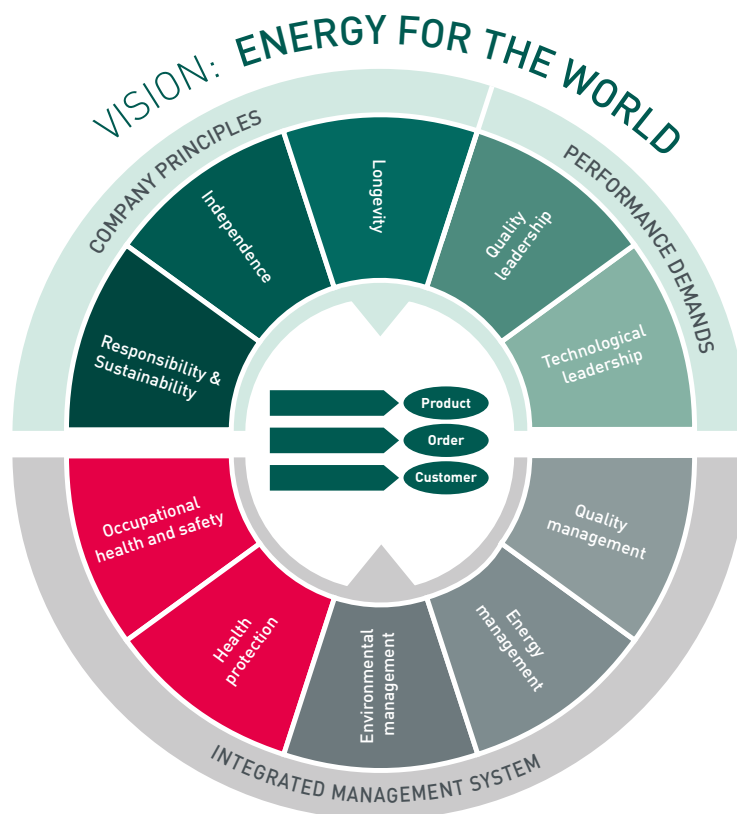 VISION: ENERGY FOR THE WORLD
COMPANY PRINCIPLES
PERFORMANCE DEMANDS
Responsibility &
Sustainability
Independence
Longevity
Quality
leadership
Technological
leadership
Product
Order
Customer
Occupational
health and safety
Health
protection
Environmental
management
Energy
management
Quality
management
INTEGRATED MANAGEMENT SYSTEM